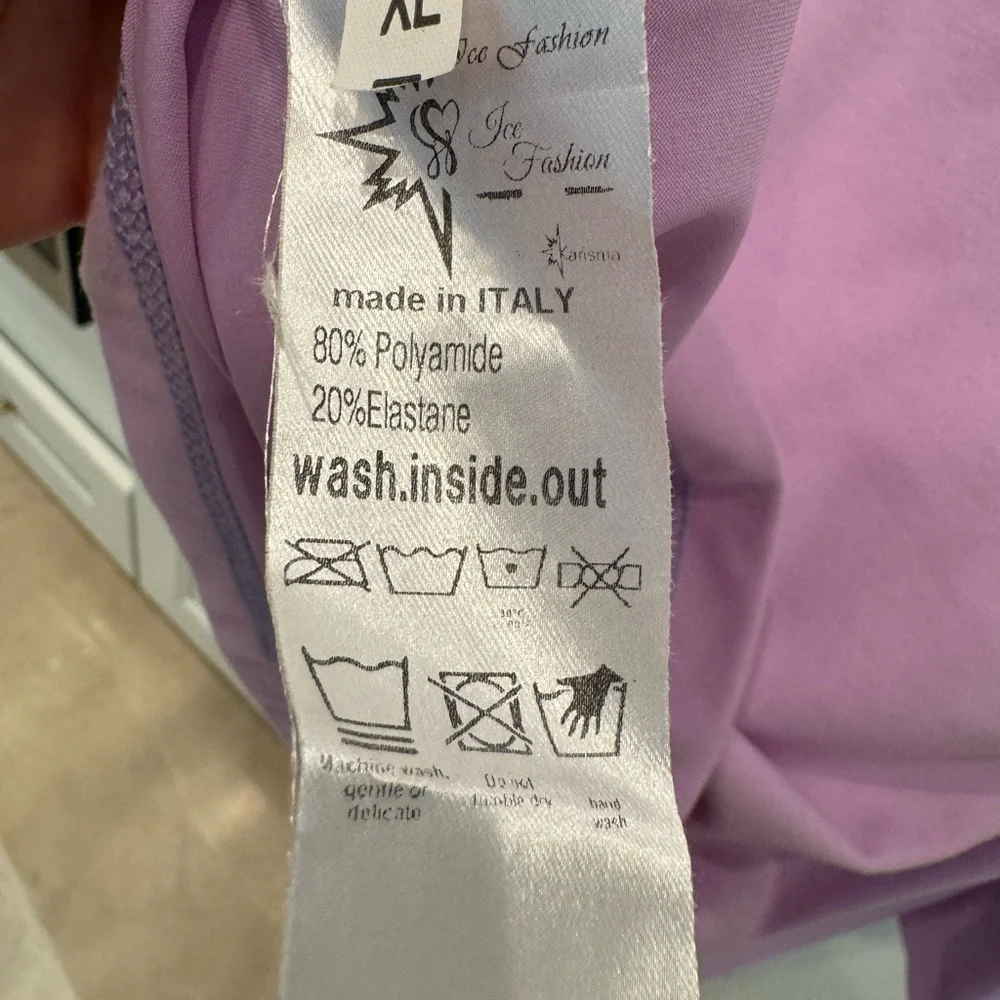 XL
Ice Fashion
Ice
Fashion
Karisma
made in ITALY
80% Polyamide
20%Elastane
wash.inside.out
30°C
Machine wash,
gentle or
delicate
Do not
tumble dry
hand
wash